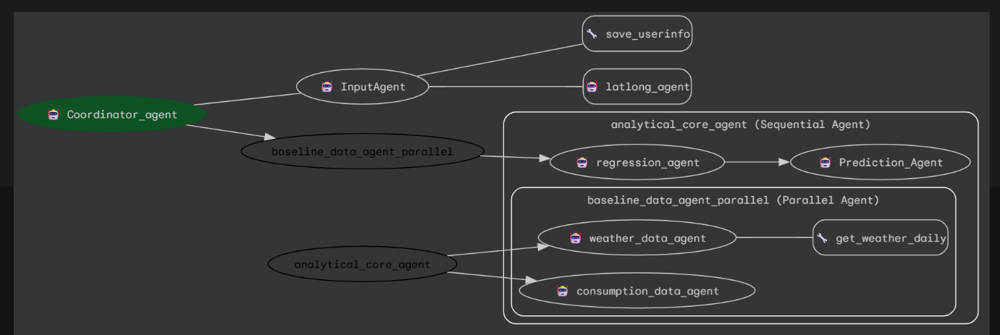 save_userinfo
InputAgent
latlong_agent
Coordinator_agent
analytical_core_agent (Sequential Agent)
baseline_data_agent_parallel
regression_agent
Prediction_Agent
baseline_data_agent_parallel (Parallel Agent)
weather_data_agent
get_weather_daily
analytical_core_agent
consumption_data_agent